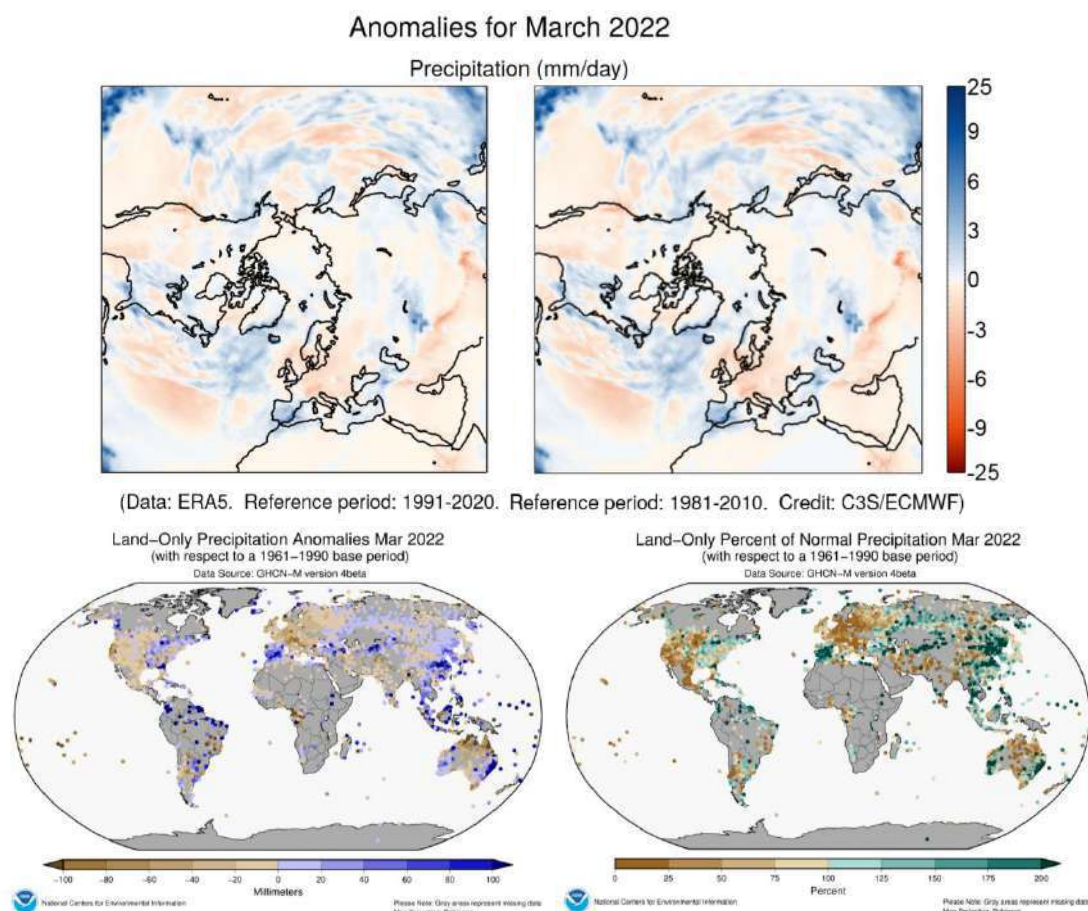 Anomalies for March 2022
Precipitation (mm/day)
25
9
6
3
0
-3
-6
-9
-25
(Data: ERA5. Reference period: 1991-2020. Reference period: 1981-2010. Credit: C3S/ECMWF)
Land-Only Precipitation Anomalies Mar 2022
(with respect to a 1961-1990 base period)
Data Source: GHCN-M version 4beta
-100 -80 -60 -40 -20 0 20 40 60 80 100
Millimeters
National Centers for Environmental Information
Please Note: Gray areas represent missing data
Land-Only Percent of Normal Precipitation Mar 2022
(with respect to a 1961-1990 base period)
Data Source: GHCN-M version 4beta
0 25 50 75 100 125 150 175 200
Percent
National Centers for Environmental Information
Please Note: Gray areas represent missing data